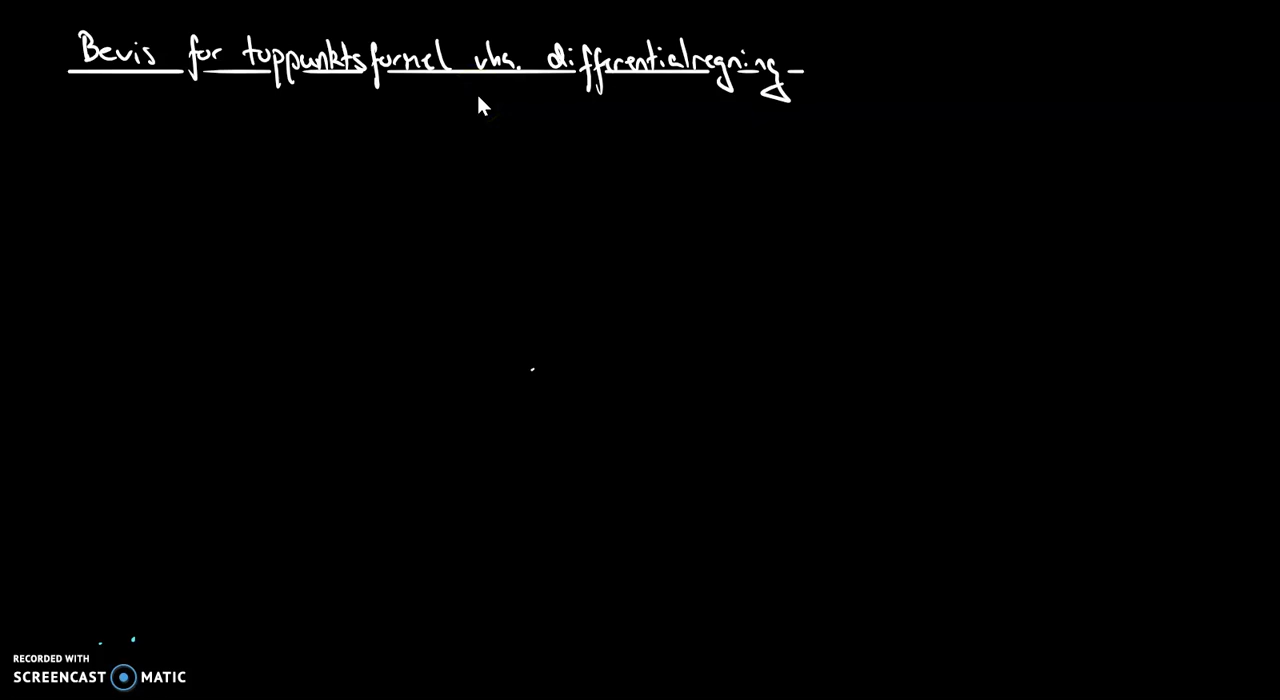 Bevis for toppunktsformel vha. differentialregning
RECORDED WITH
SCREENCAST MATIC